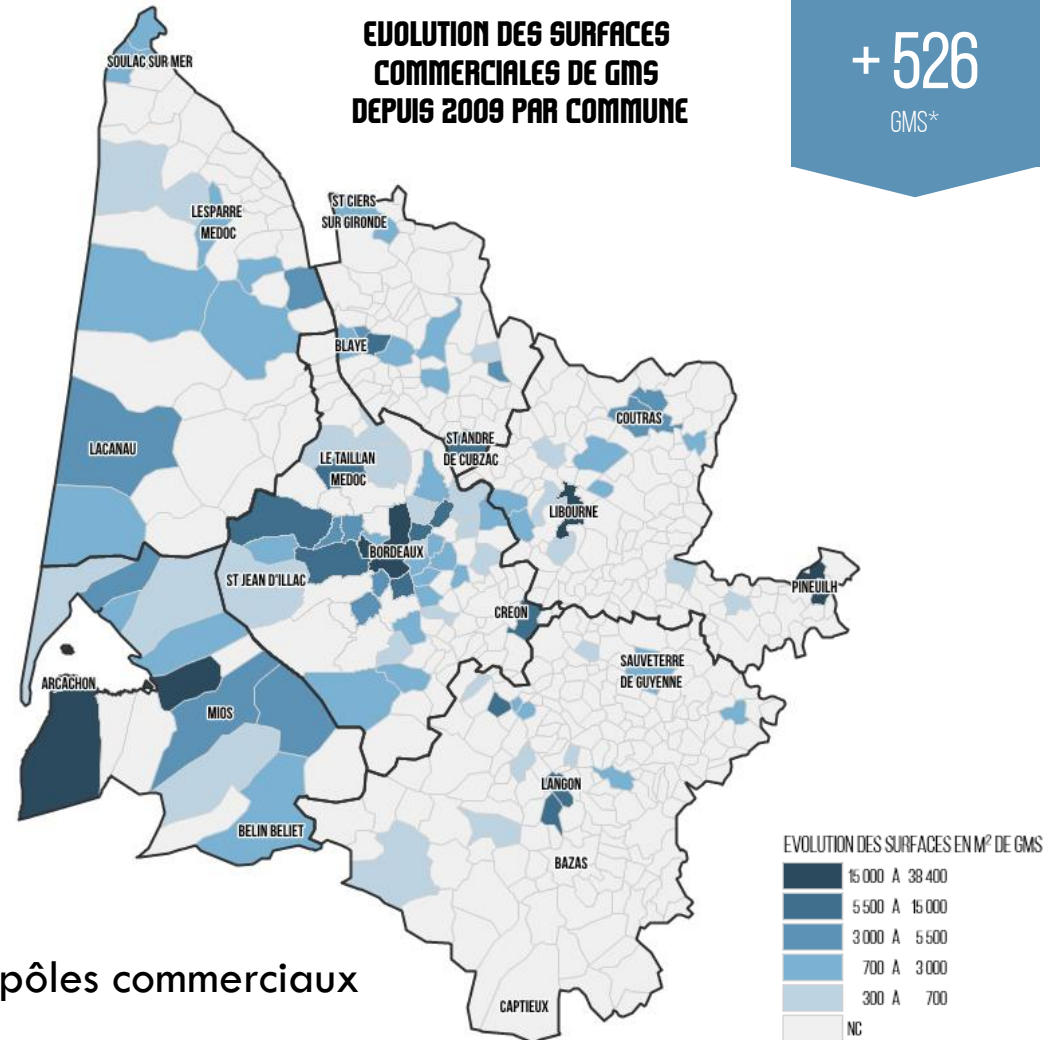 EVOLUTION DES SURFACES
COMMERCIALES DE GMS
DEPUIS 2009 PAR COMMUNE
+ 526
GMS*
SOULAC SUR MER
LESPARRE
MEDOC
ST CIERS
SUR GIRONDE
BLAYE
LACANAU
LE TAILLAN
MEDOC
ST ANDRE
DE CUBZAC
COUTRAS
LIBOURNE
BORDEAUX
ST JEAN D'ILLAC
PINEUILH
CREON
ARCACHON
MIOS
SAUVETERRE
DE GUYENNE
LANGON
BELIN BELIET
BAZAS
CAPTIEUX
pôles commerciaux
EVOLUTION DES SURFACES EN M² DE GMS
15 000 A 38 400
5 500 A 15 000
3 000 A 5 500
700 A 3 000
300 A 700
NC